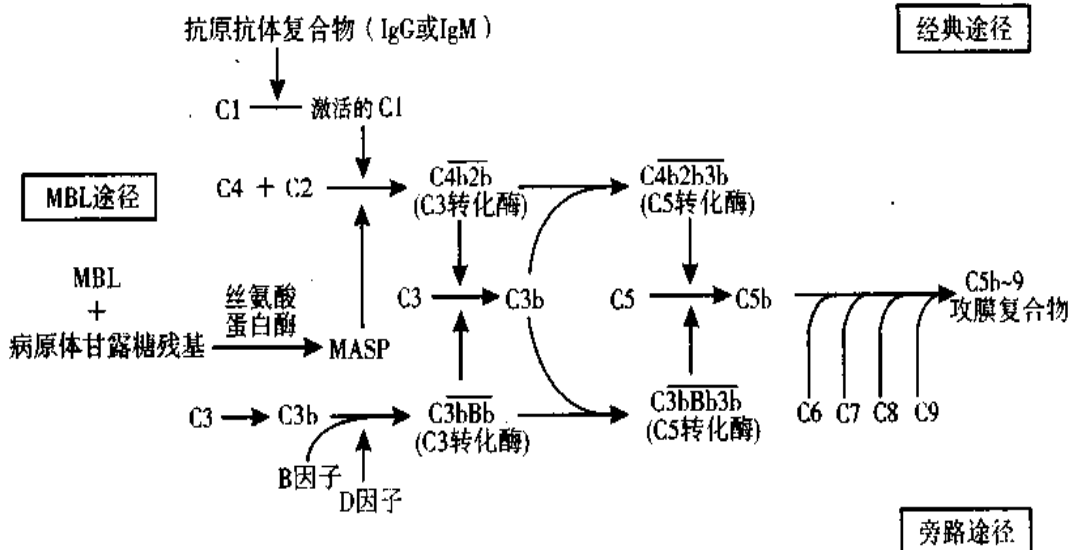 抗原抗体复合物（IgG或IgM）
经典途径
C1
激活的C1
MBL途径
C4 + C2
C4b2b
(C3转化酶)
C4b2b3b
(C5转化酶)
MBL
+
病原体甘露糖残基
丝氨酸
蛋白酶
MASP
C3
C3b
C5
C5b
C5b~9
攻膜复合物
C3
C3b
C3bBb
(C3转化酶)
C3bBb3b
(C5转化酶)
C6
C7
C8
C9
B因子
D因子
旁路途径